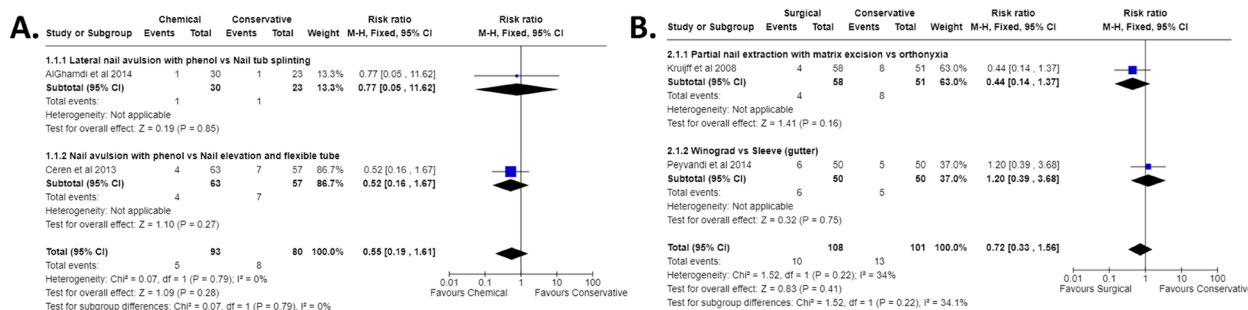 A.
Chemical Conservative Risk ratio Risk ratio
Study or Subgroup Events Total Events Total Weight M-H, Fixed, 95% CI M-H, Fixed, 95% CI
1.1.1 Lateral nail avulsion with phenol vs Nail tub splinting
AlGhamdi et al 2014 1 30 1 23 13.3% 0.77 [0.05 , 11.62]
Subtotal (95% CI) 30 23 13.3% 0.77 [0.05 , 11.62]
Total events: 1 1
Heterogeneity: Not applicable
Test for overall effect: Z = 0.19 (P = 0.85)
1.1.2 Nail avulsion with phenol vs Nail elevation and flexible tube
Ceren et al 2013 4 63 7 57 86.7% 0.52 [0.16 , 1.67]
Subtotal (95% CI) 63 57 86.7% 0.52 [0.16 , 1.67]
Total events: 4 7
Heterogeneity: Not applicable
Test for overall effect: Z = 1.10 (P = 0.27)
Total (95% CI) 93 80 100.0% 0.55 [0.19 , 1.61]
Total events: 5 8
Heterogeneity: Chi² = 0.07, df = 1 (P = 0.79); I² = 0%
Test for overall effect: Z = 1.09 (P = 0.28)
Test for subgroup differences: Chi² = 0.07, df = 1 (P = 0.79), I² = 0%
0.01 0.1 1 10 100
Favours Chemical Favours Conservative
B.
Surgical Conservative Risk ratio Risk ratio
Study or Subgroup Events Total Events Total Weight M-H, Fixed, 95% CI M-H, Fixed, 95% CI
2.1.1 Partial nail extraction with matrix excision vs orthonyxia
Kruijff et al 2008 4 58 8 51 63.0% 0.44 [0.14 , 1.37]
Subtotal (95% CI) 58 51 63.0% 0.44 [0.14 , 1.37]
Total events: 4 8
Heterogeneity: Not applicable
Test for overall effect: Z = 1.41 (P = 0.16)
2.1.2 Winograd vs Sleeve (gutter)
Peyvandi et al 2014 6 50 5 50 37.0% 1.20 [0.39 , 3.68]
Subtotal (95% CI) 50 50 37.0% 1.20 [0.39 , 3.68]
Total events: 6 5
Heterogeneity: Not applicable
Test for overall effect: Z = 0.32 (P = 0.75)
Total (95% CI) 108 101 100.0% 0.72 [0.33 , 1.56]
Total events: 10 13
Heterogeneity: Chi² = 1.52, df = 1 (P = 0.22); I² = 34%
Test for overall effect: Z = 0.83 (P = 0.41)
Test for subgroup differences: Chi² = 1.52, df = 1 (P = 0.22), I² = 34.1%
0.01 0.1 1 10 100
Favours Surgical Favours Conservative